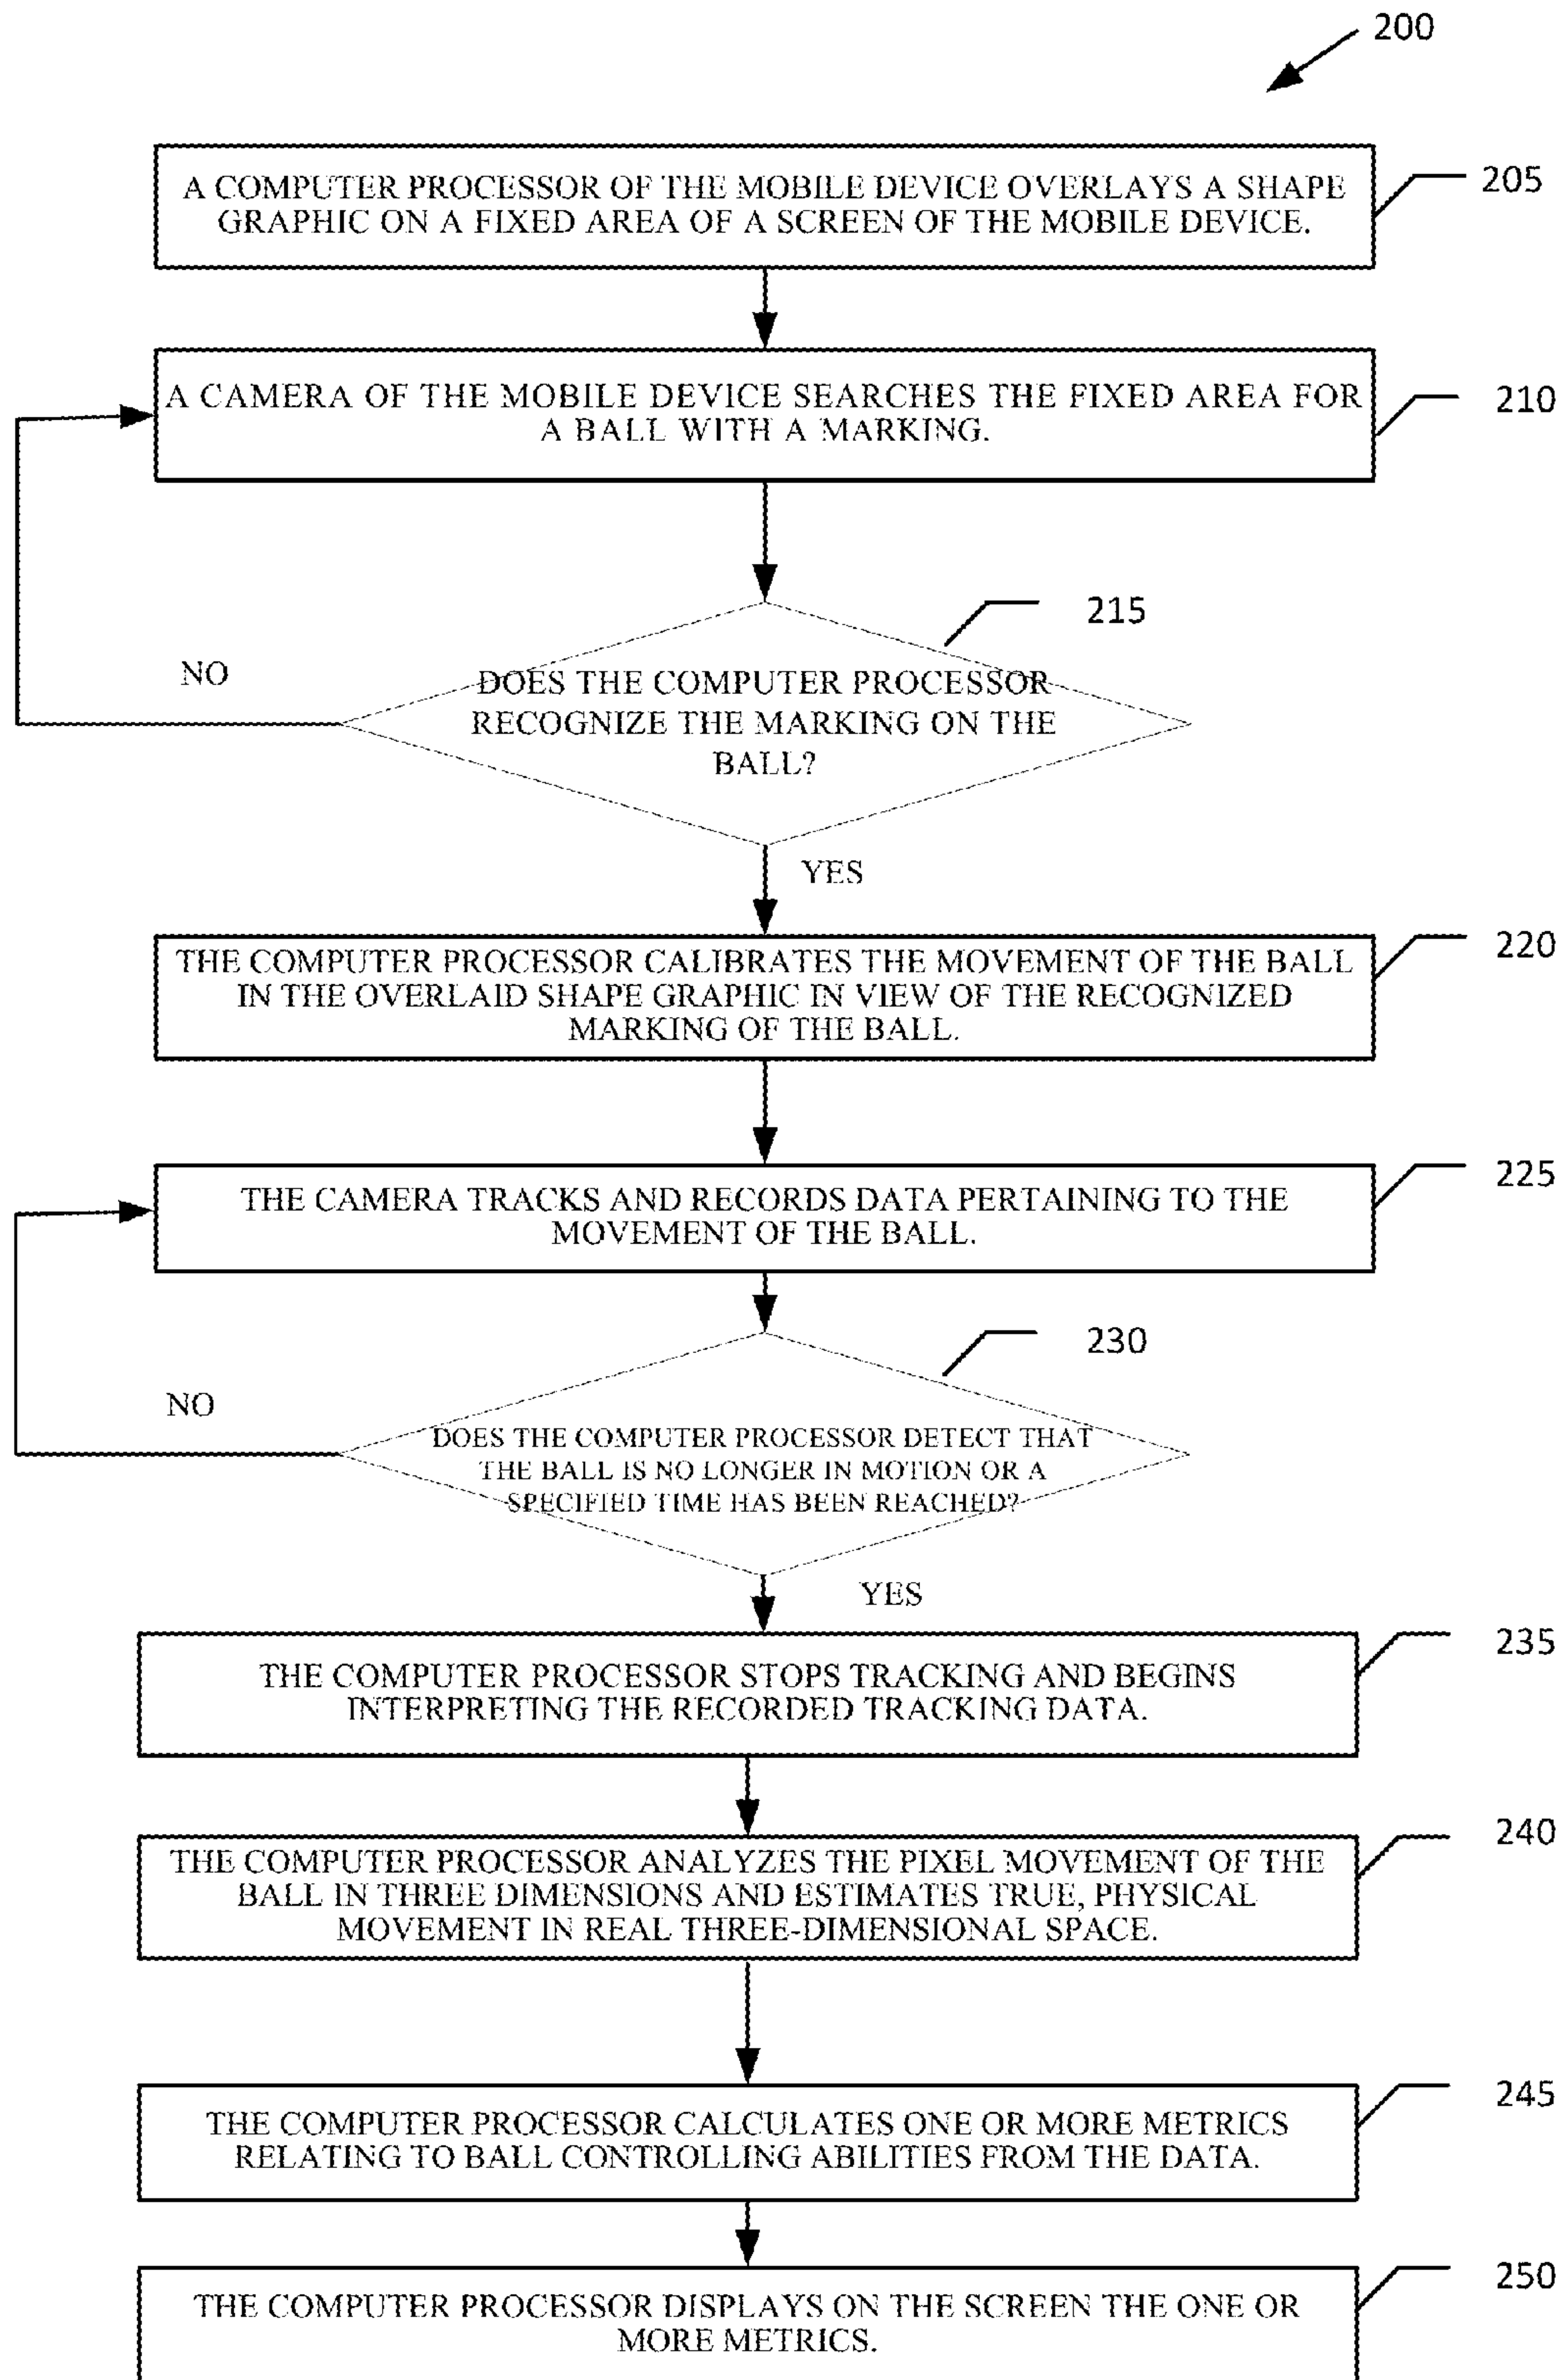 200
A COMPUTER PROCESSOR OF THE MOBILE DEVICE OVERLAYS A SHAPE
GRAPHIC ON A FIXED AREA OF A SCREEN OF THE MOBILE DEVICE.
205
A CAMERA OF THE MOBILE DEVICE SEARCHES THE FIXED AREA FOR
A BALL WITH A MARKING.
210
215
NO
DOES THE COMPUTER PROCESSOR
RECOGNIZE THE MARKING ON THE
BALL?
YES
THE COMPUTER PROCESSOR CALIBRATES THE MOVEMENT OF THE BALL
IN THE OVERLAID SHAPE GRAPHIC IN VIEW OF THE RECOGNIZED
MARKING OF THE BALL.
220
THE CAMERA TRACKS AND RECORDS DATA PERTAINING TO THE
MOVEMENT OF THE BALL.
225
230
NO
DOES THE COMPUTER PROCESSOR DETECT THAT
THE BALL IS NO LONGER IN MOTION OR A
SPECIFIED TIME HAS BEEN REACHED?
YES
THE COMPUTER PROCESSOR STOPS TRACKING AND BEGINS
INTERPRETING THE RECORDED TRACKING DATA.
235
THE COMPUTER PROCESSOR ANALYZES THE PIXEL MOVEMENT OF THE
BALL IN THREE DIMENSIONS AND ESTIMATES TRUE, PHYSICAL
MOVEMENT IN REAL THREE-DIMENSIONAL SPACE.
240
THE COMPUTER PROCESSOR CALCULATES ONE OR MORE METRICS
RELATING TO BALL CONTROLLING ABILITIES FROM THE DATA.
245
THE COMPUTER PROCESSOR DISPLAYS ON THE SCREEN THE ONE OR
MORE METRICS.
250